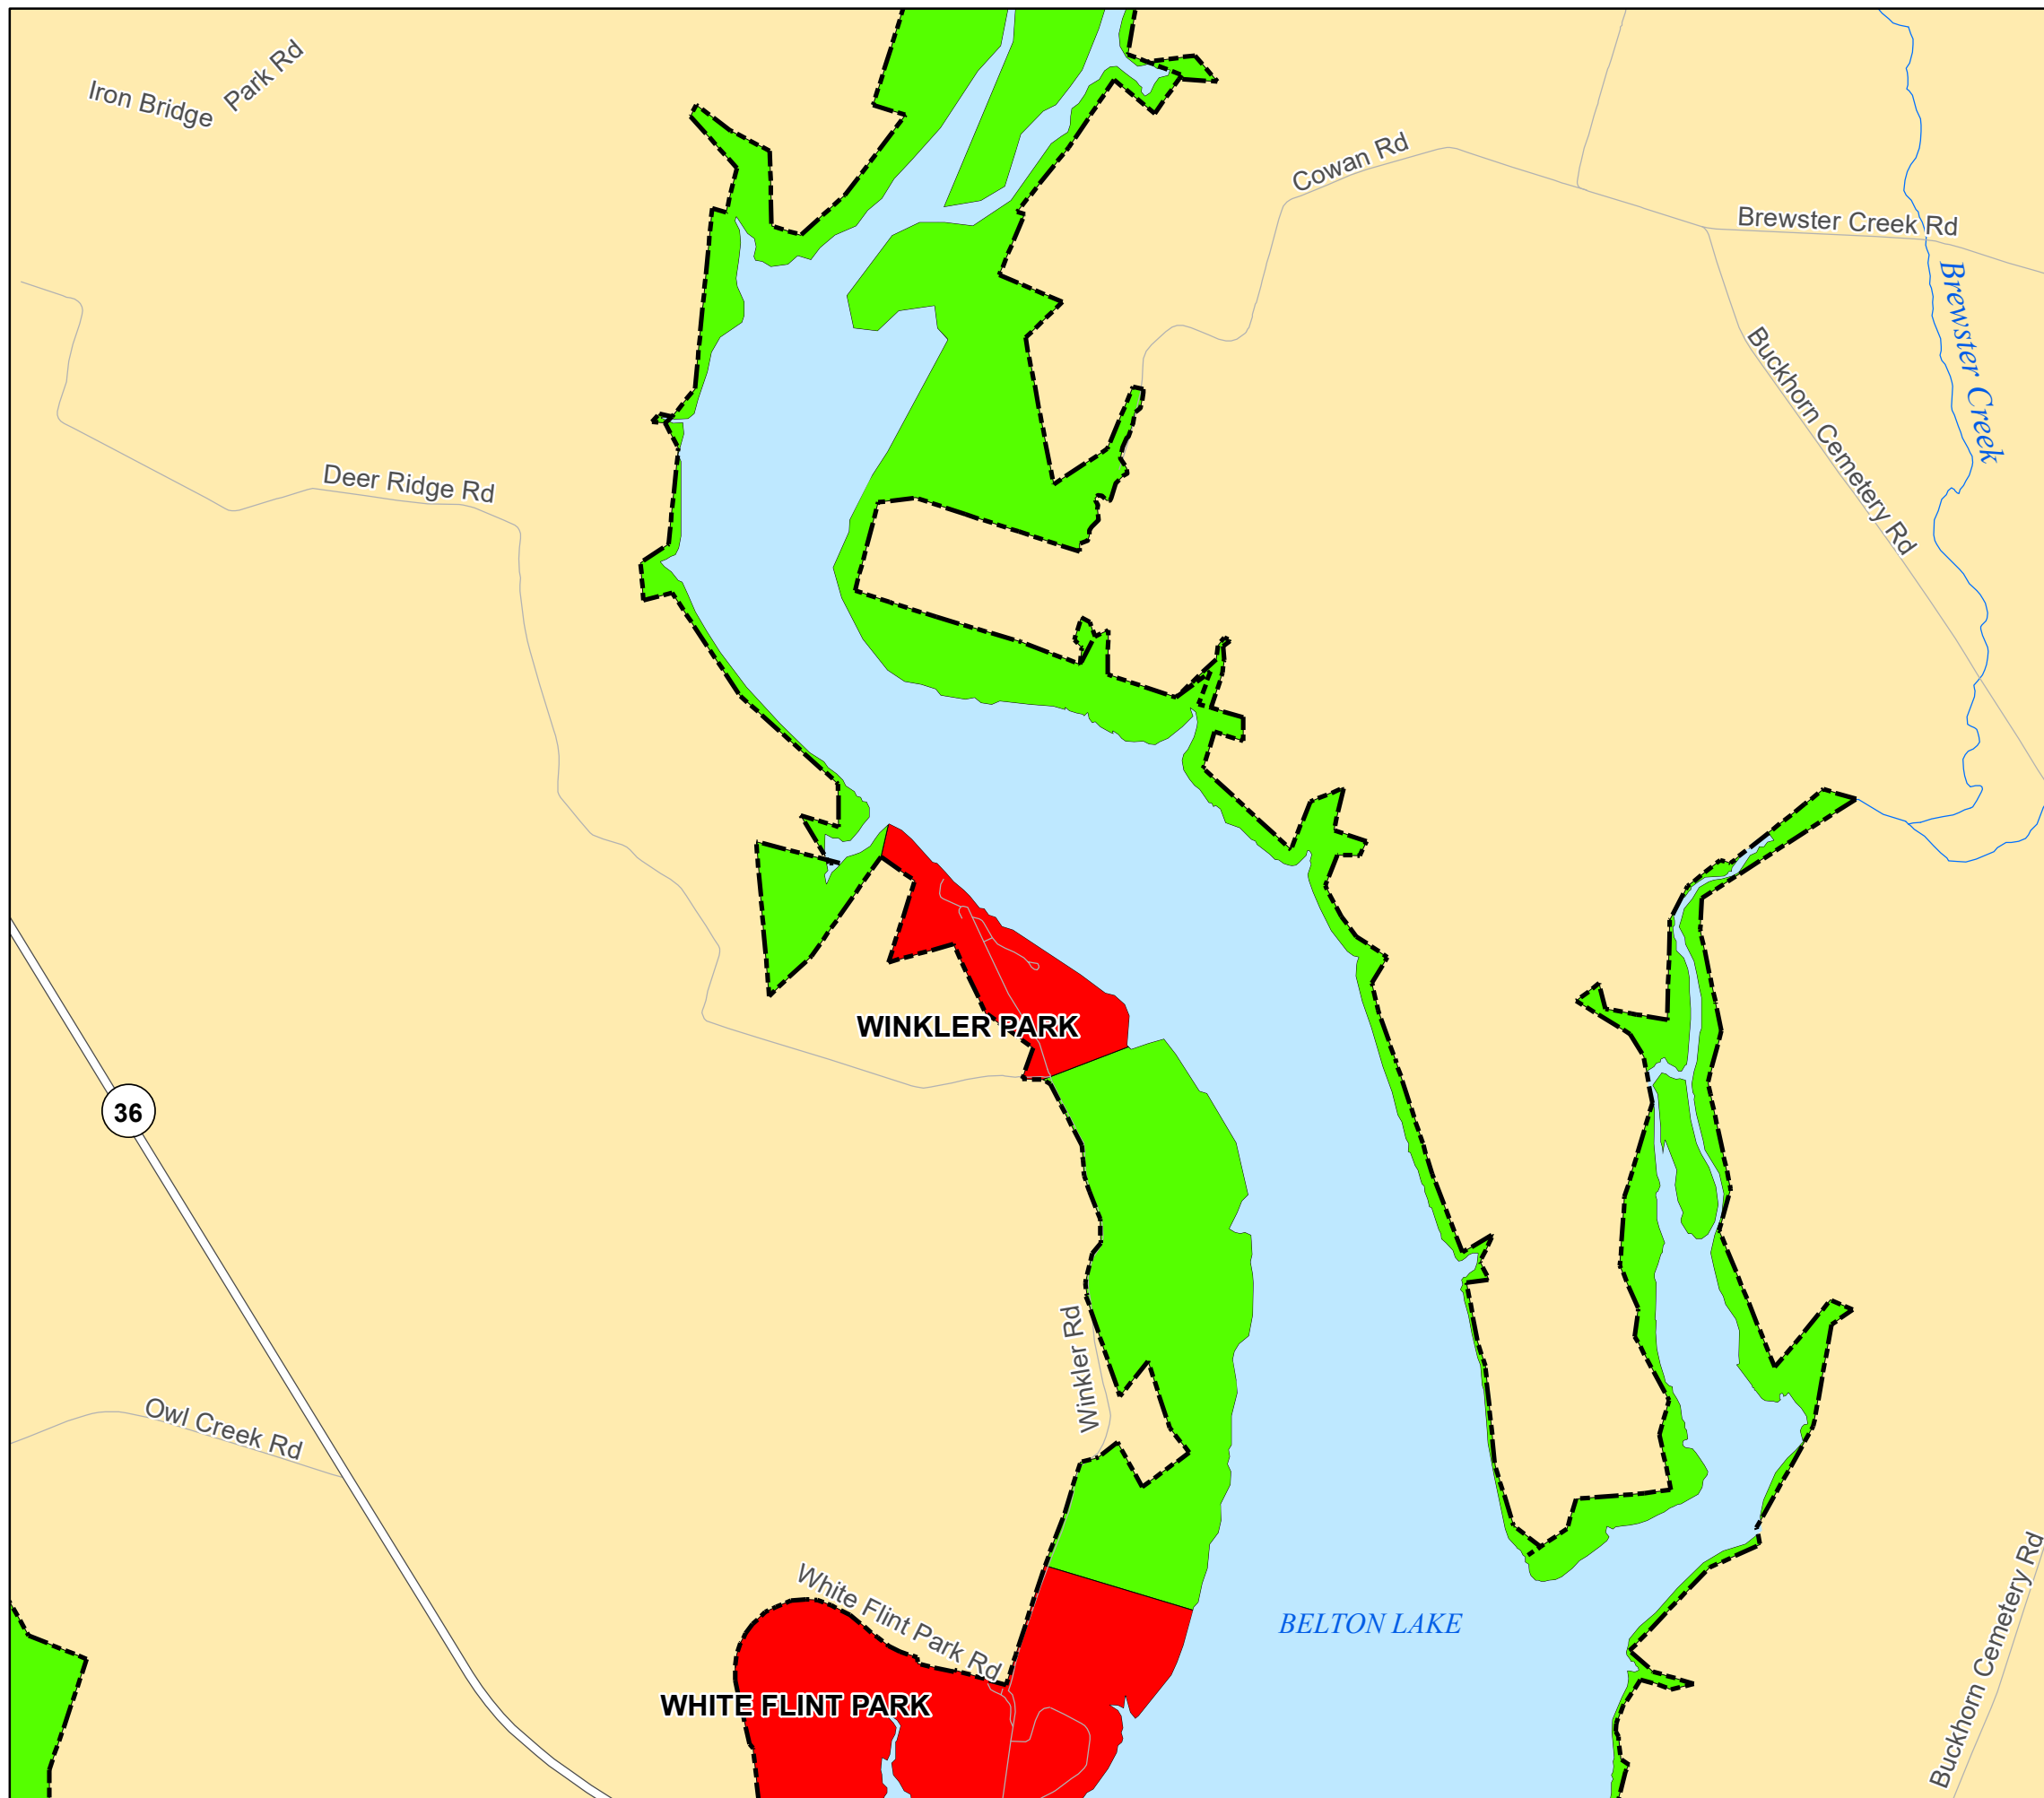 Iron Bridge
Park Rd
Cowan Rd
Brewster Creek Rd
Brewster Creek
Buckhorn Cemetery Rd
Deer Ridge Rd
WINKLER PARK
36
Winkler Rd
Owl Creek Rd
White Flint Park Rd
BELTON LAKE
WHITE FLINT PARK
Buckhorn Cemetery Rd